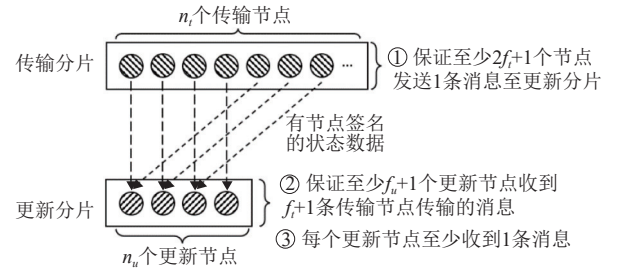 n_t个传输节点
传输分片
...
① 保证至少2f_t+1个节点
发送1条消息至更新分片
有节点签名
的状态数据
更新分片
② 保证至少f_u+1个更新节点收到
f_t+1条传输节点传输的消息
③ 每个更新节点至少收到1条消息
n_u个更新节点